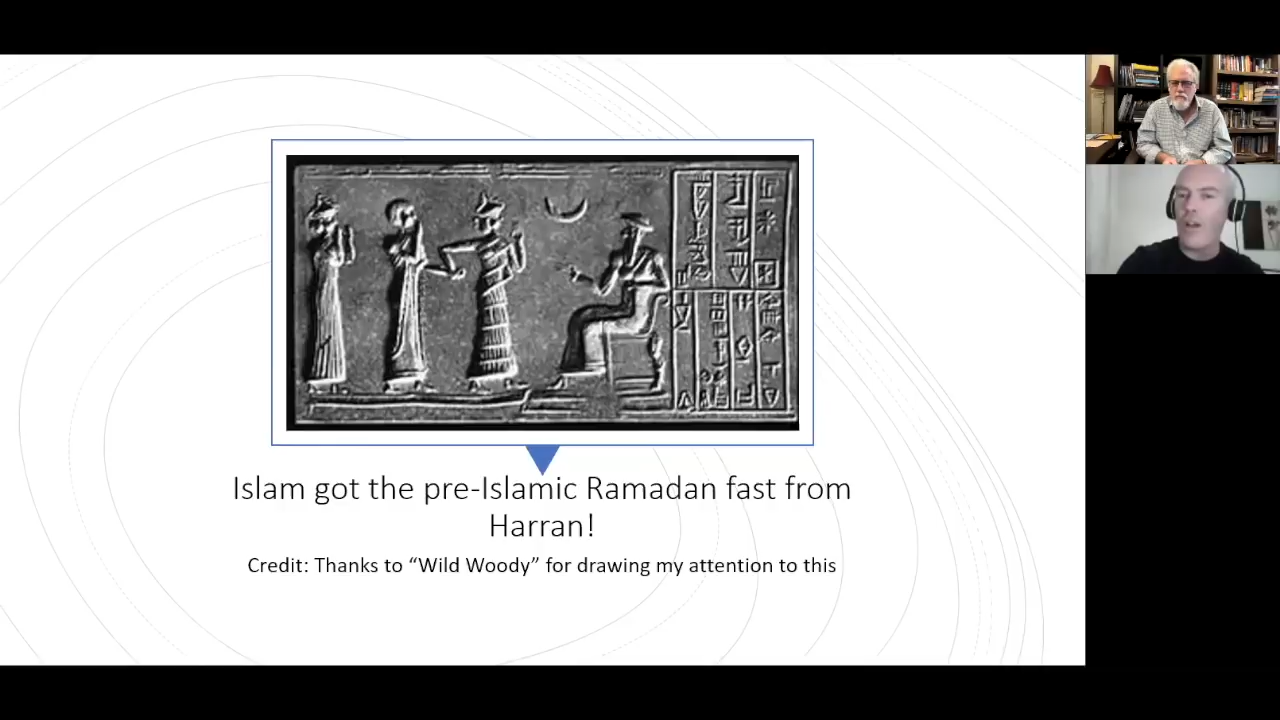 Islam got the pre-Islamic Ramadan fast from
Harran!
Credit: Thanks to “Wild Woody” for drawing my attention to this